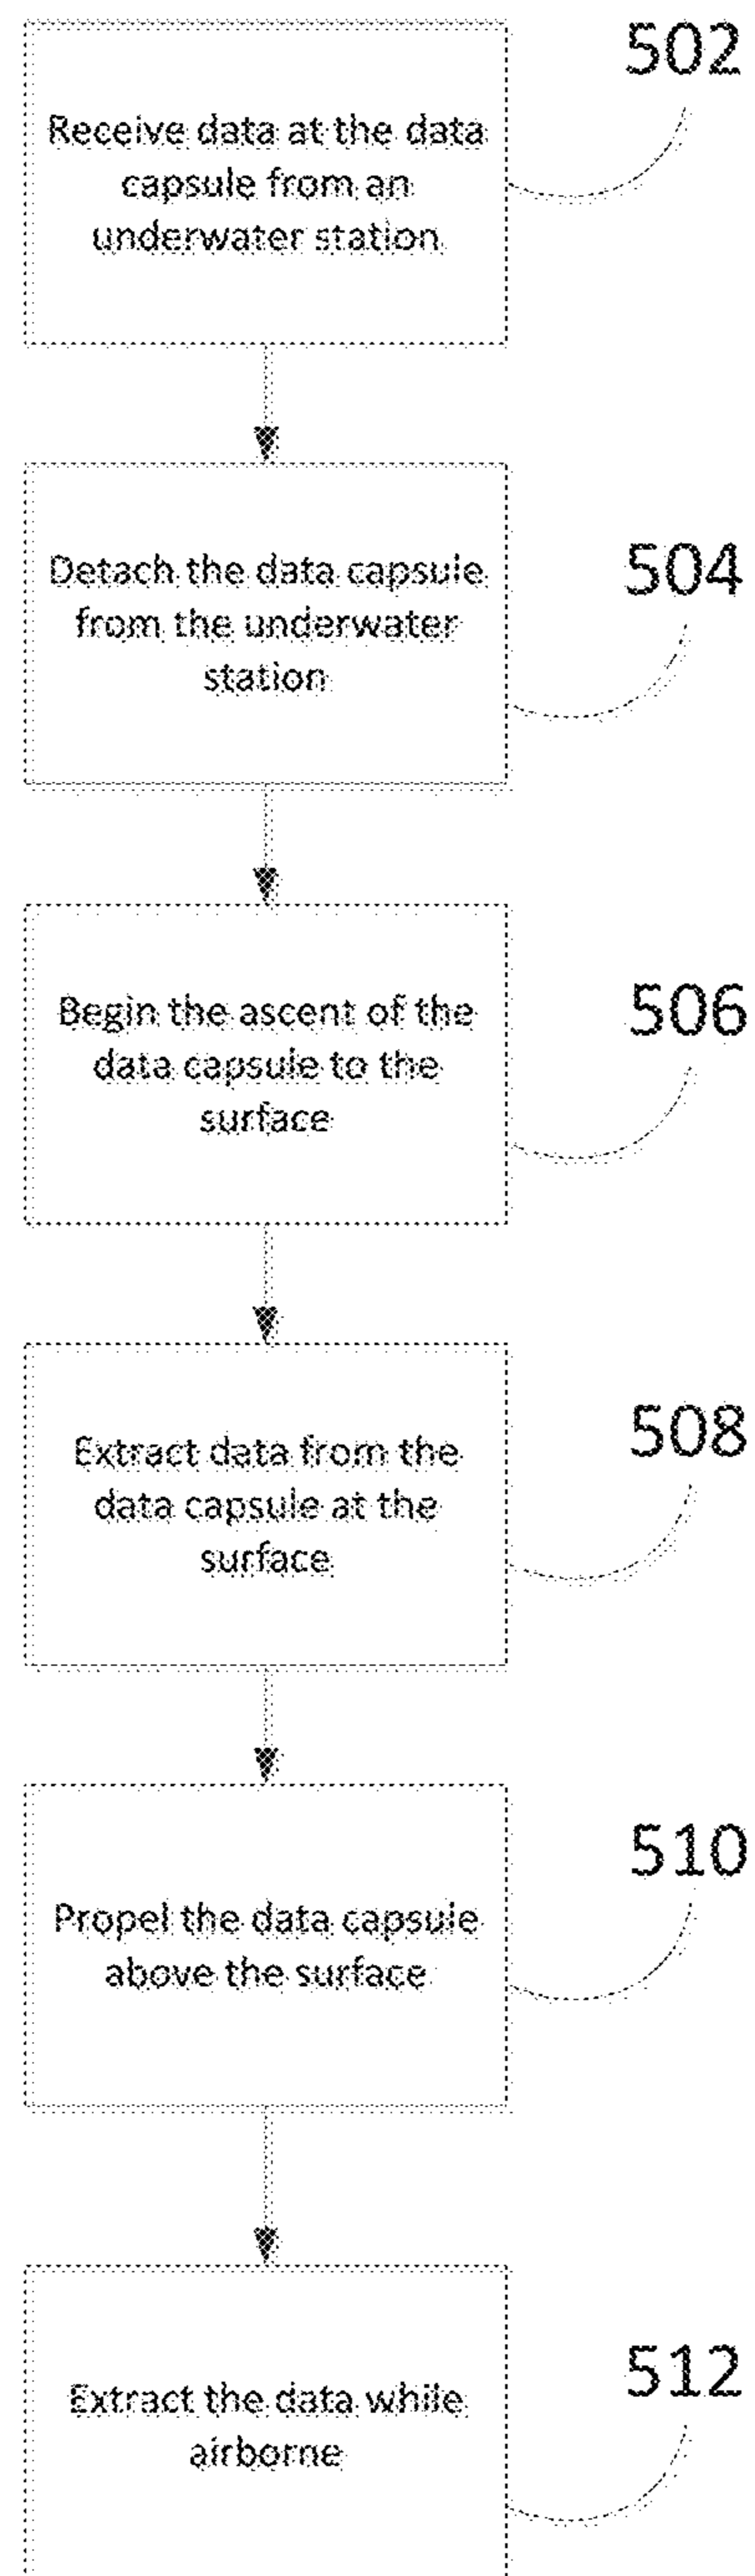 502
Receive data at the data
capsule from an
underwater station
504
Detach the data capsule
from the underwater
station
506
Begin the ascent of the
data capsule to the
surface
508
Extract data from the
data capsule at the
surface
510
Propel the data capsule
above the surface
512
Extract the data while
airborne